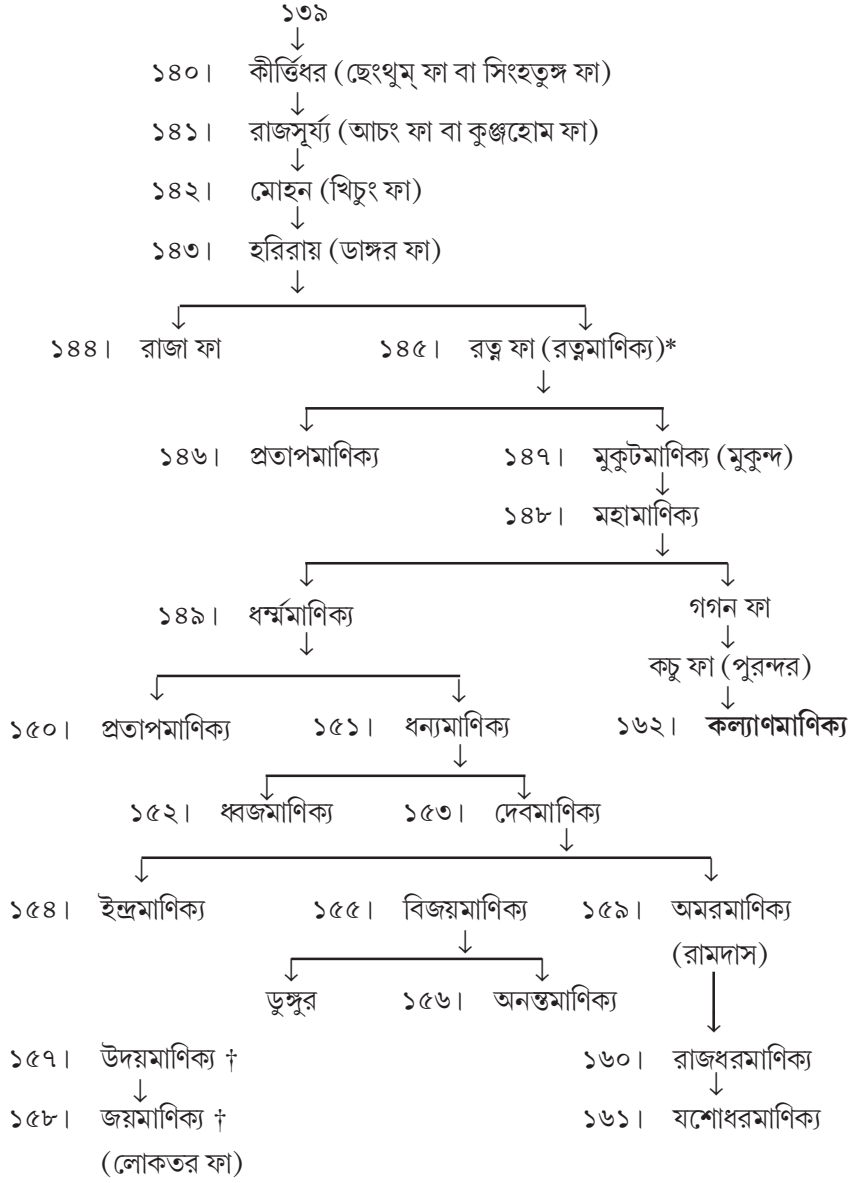 ১৩৯
১৪০। কীর্ত্তিধর (ছেংথুম্ ফা বা সিংহতুঙ্গ ফা)
১৪১। রাজসূর্য্য (আচং ফা বা কুঞ্জহোম ফা)
১৪২। মোহন (খিচুং ফা)
১৪৩। হরিরায় (ডাঙ্গর ফা)
১৪৪। রাজা ফা ১৪৫। রত্ন ফা (রত্নমাণিক্য)*
১৪৬। প্রতাপমাণিক্য ১৪৭। মুকুটমাণিক্য (মুকুন্দ)
১৪৮। মহামাণিক্য
১৪৯। ধর্ম্মমাণিক্য গগন ফা
কচু ফা (পুরন্দর)
১৫০। প্রতাপমাণিক্য ১৫১। ধন্যমাণিক্য ১৬২। কল্যাণমাণিক্য
১৫২। ধ্বজমাণিক্য ১৫৩। দেবমাণিক্য
১৫৪। ইন্দ্রমাণিক্য ১৫৫। বিজয়মাণিক্য ১৫৯। অমরমাণিক্য
(রামদাস)
ডুঙ্গুর ১৫৬। অনন্তমাণিক্য
১৫৭। উদয়মাণিক্য † ১৬০। রাজধরমাণিক্য
১৫৮। জয়মাণিক্য † ১৬১। যশোধরমাণিক্য
(লোকতর ফা)